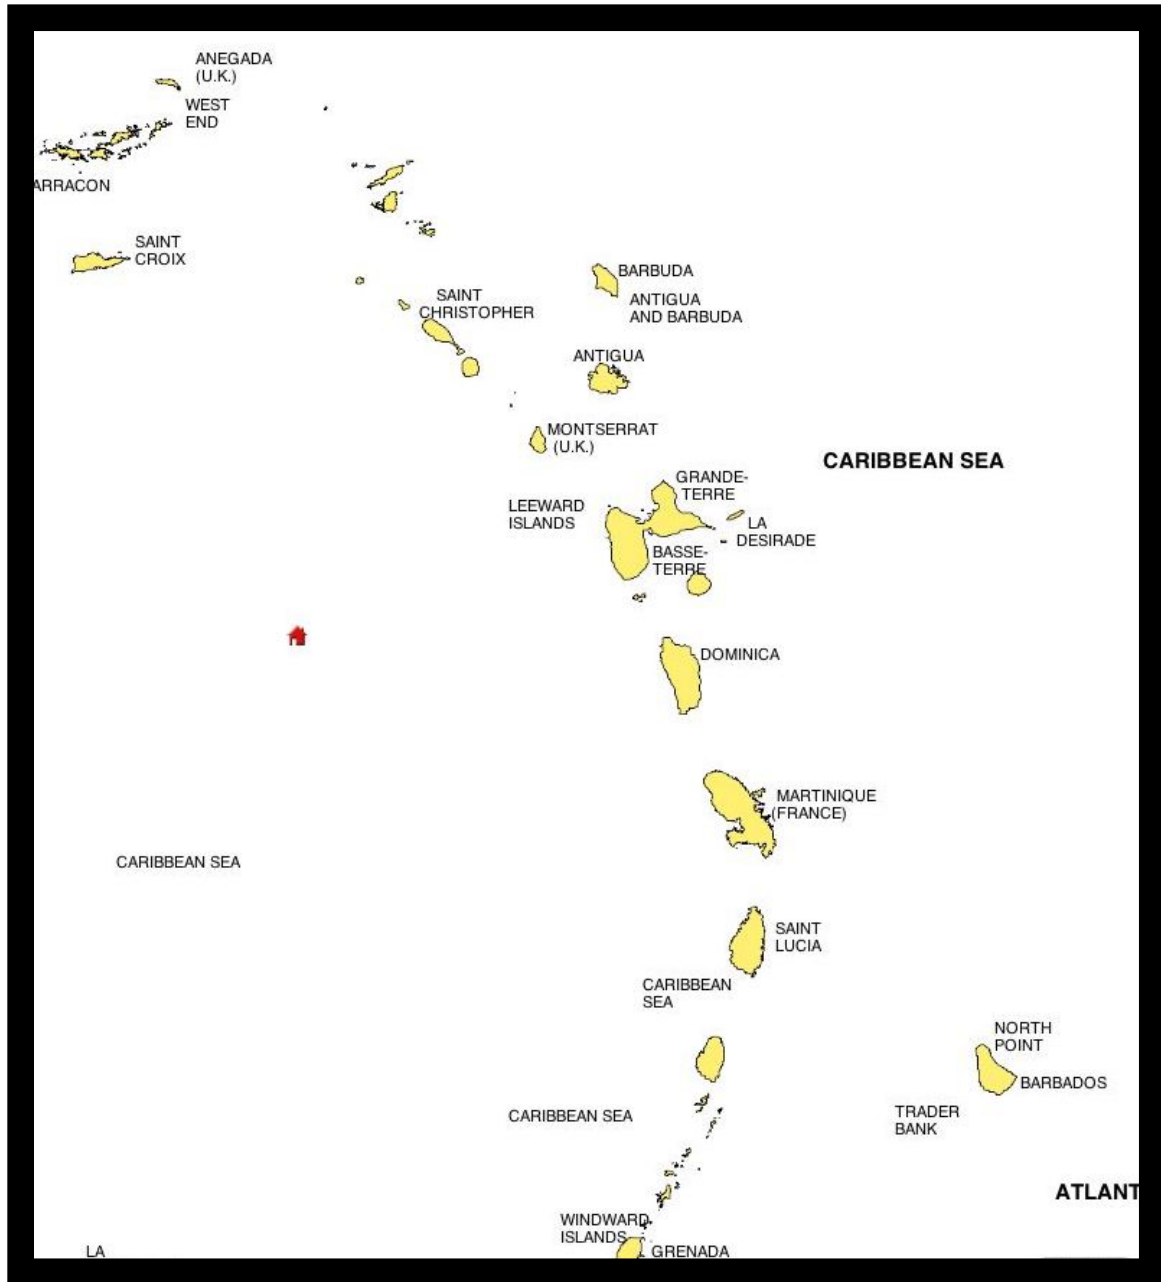 ANEGADA
(U.K.)
WEST
END
ARRACON
SAINT
CROIX
BARBUDA
ANTIGUA
AND BARBUDA
SAINT
CHRISTOPHER
ANTIGUA
MONTSERRAT
(U.K.)
CARIBBEAN SEA
GRANDE-
TERRE
LEEWARD
ISLANDS
LA
DESIRADE
BASSE-
TERRE
DOMINICA
MARTINIQUE
(FRANCE)
CARIBBEAN SEA
SAINT
LUCIA
CARIBBEAN
SEA
NORTH
POINT
BARBADOS
TRADER
BANK
CARIBBEAN SEA
ATLANT
WINDWARD
ISLANDS
GRENADA
LA